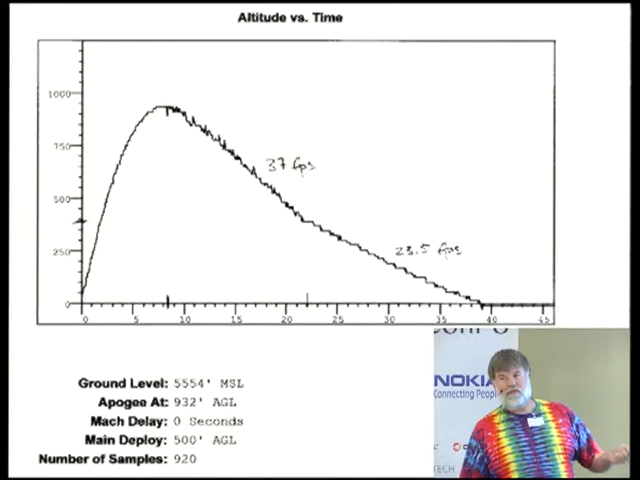 Altitude vs. Time
1000
750
37 fps
500
23.5 fps
250
0
0 5 10 15 20 25 30 35 40 45
Ground Level: 5554' MSL
Apogee At: 932' AGL
Mach Delay: 0 Seconds
Main Deploy: 500' AGL
Number of Samples: 920
NOKIA
Connecting People
TECH